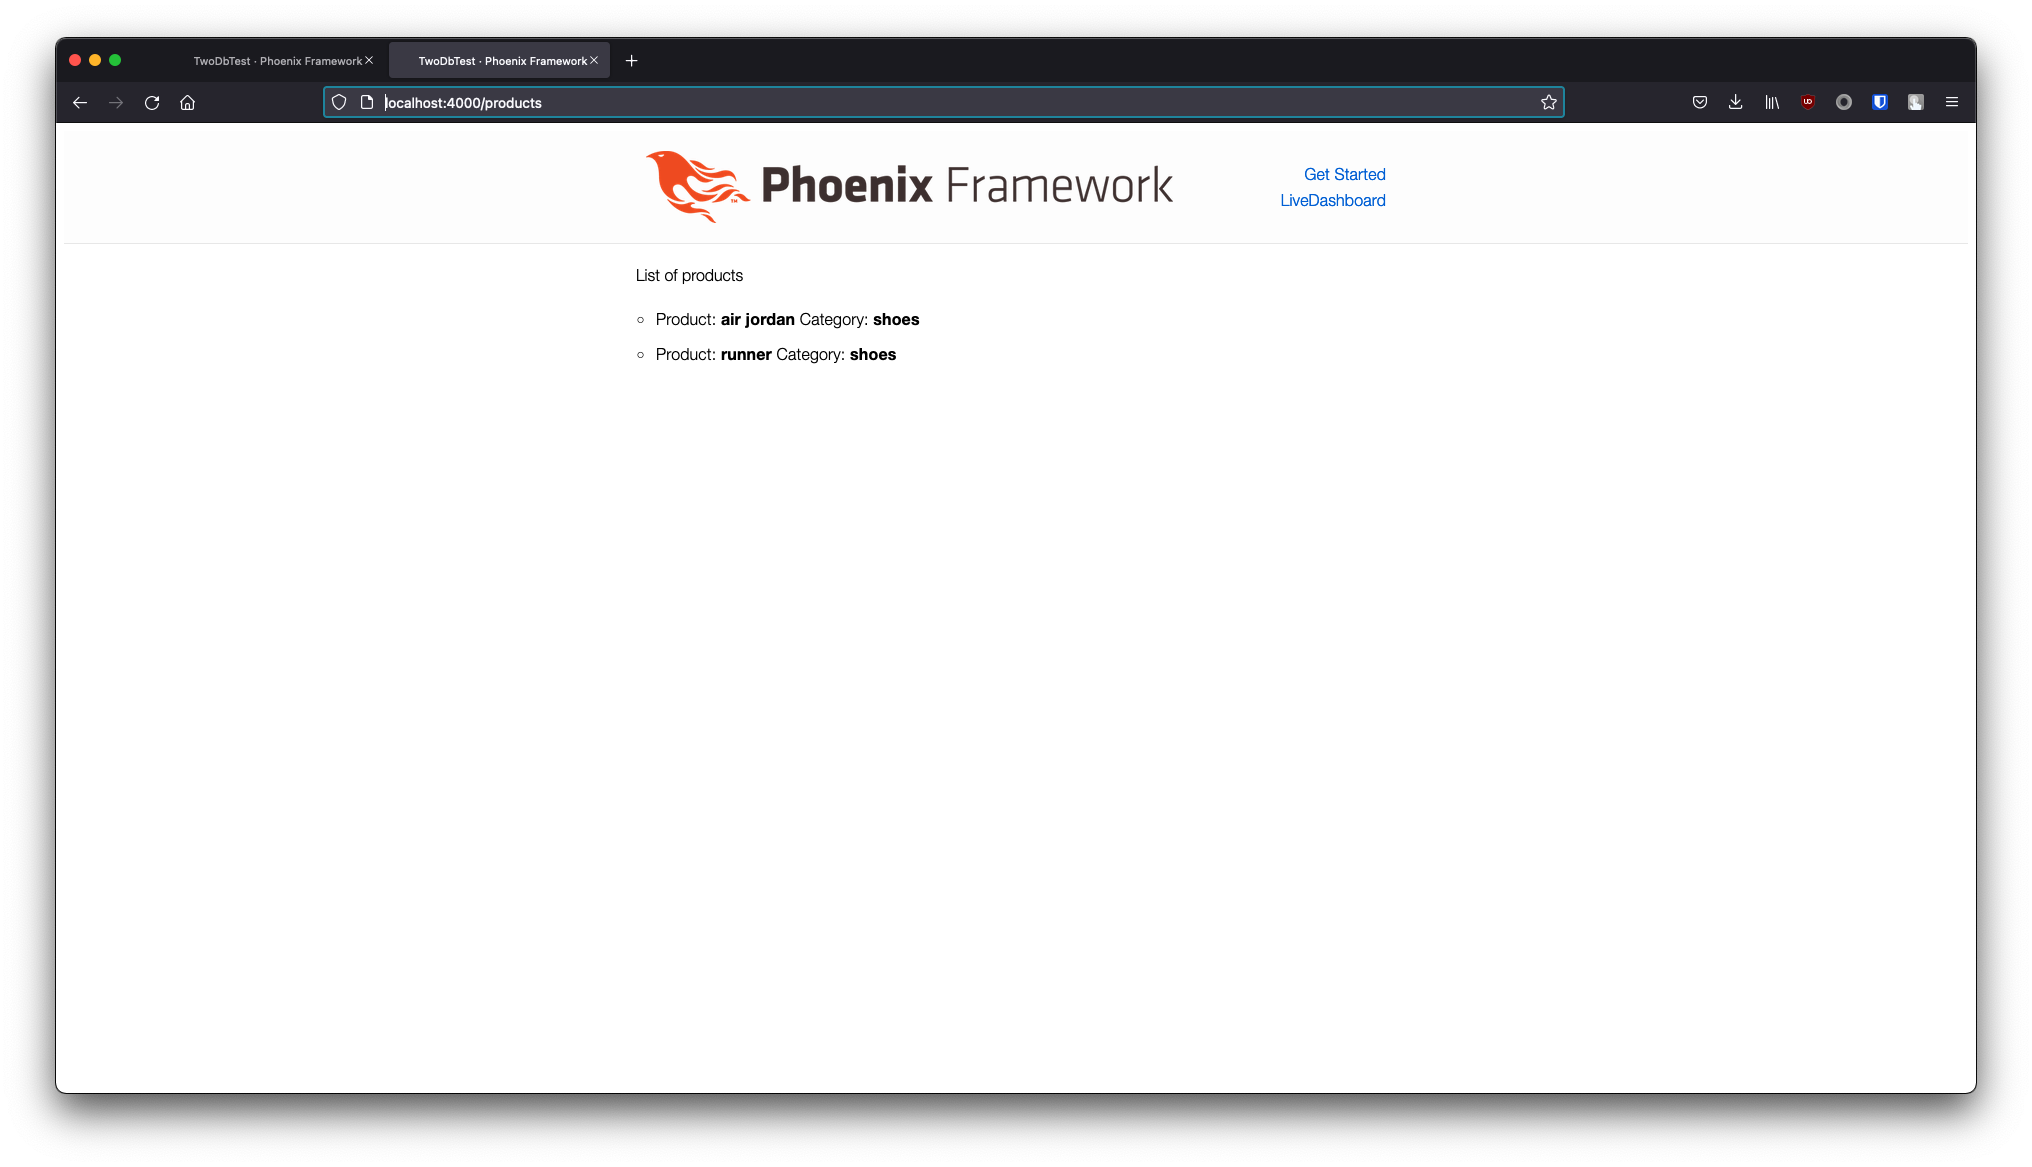 TwoDbTest · Phoenix Framework
TwoDbTest · Phoenix Framework
localhost:4000/products
Phoenix Framework
TM
Get Started
LiveDashboard
List of products
Product: air jordan Category: shoes
Product: runner Category: shoes